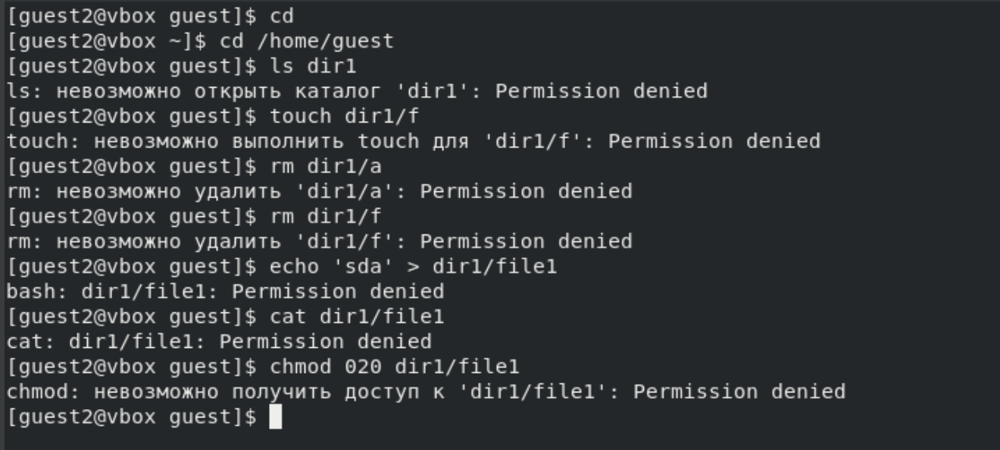 [guest2@vbox guest]$ cd
[guest2@vbox ~]$ cd /home/guest
[guest2@vbox guest]$ ls dir1
ls: невозможно открыть каталог 'dir1': Permission denied
[guest2@vbox guest]$ touch dir1/f
touch: невозможно выполнить touch для 'dir1/f': Permission denied
[guest2@vbox guest]$ rm dir1/a
rm: невозможно удалить 'dir1/a': Permission denied
[guest2@vbox guest]$ rm dir1/f
rm: невозможно удалить 'dir1/f': Permission denied
[guest2@vbox guest]$ echo 'sda' > dir1/file1
bash: dir1/file1: Permission denied
[guest2@vbox guest]$ cat dir1/file1
cat: dir1/file1: Permission denied
[guest2@vbox guest]$ chmod 020 dir1/file1
chmod: невозможно получить доступ к 'dir1/file1': Permission denied
[guest2@vbox guest]$